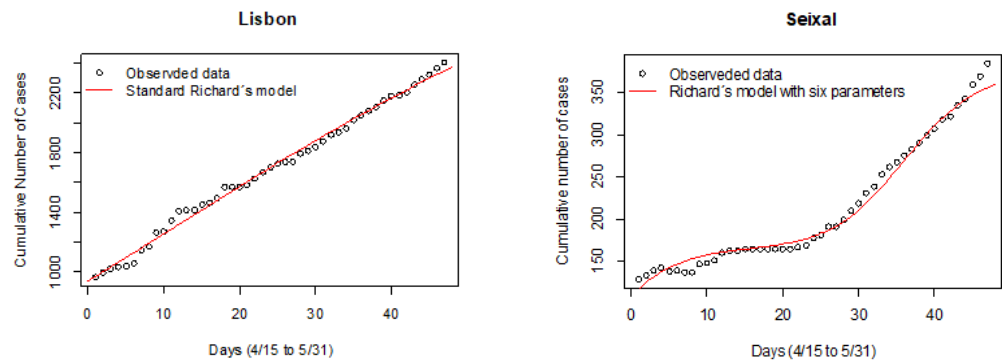 Lisbon
Cumulative Number of Cases
1000 1400 1800 2200
Observded data
Standard Richard´s model
0 10 20 30 40
Days (4/15 to 5/31)
Seixal
Cumulative number of cases
150 200 250 300 350
Observeded data
Richard´s model with six parameters
0 10 20 30 40
Days (4/15 to 5/31)